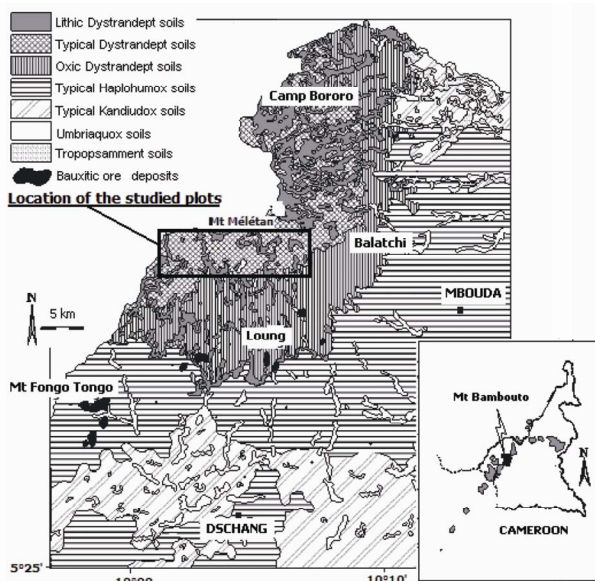 Lithic Dystrandept soils
Typical Dystrandept soils
Oxic Dystrandept soils
Typical Haplohumox soils
Typical Kandiudox soils
Umbriaquox soils
Tropopsamment soils
Bauxitic ore deposits
Location of the studied plots
Camp Bororo
Mt Mélétan
Balatchi
MBOUDA
N
5 km
Loung
Mt Fongo Tongo
DSCHANG
5°25'
10°10'
Mt Bambouto
N
CAMEROON